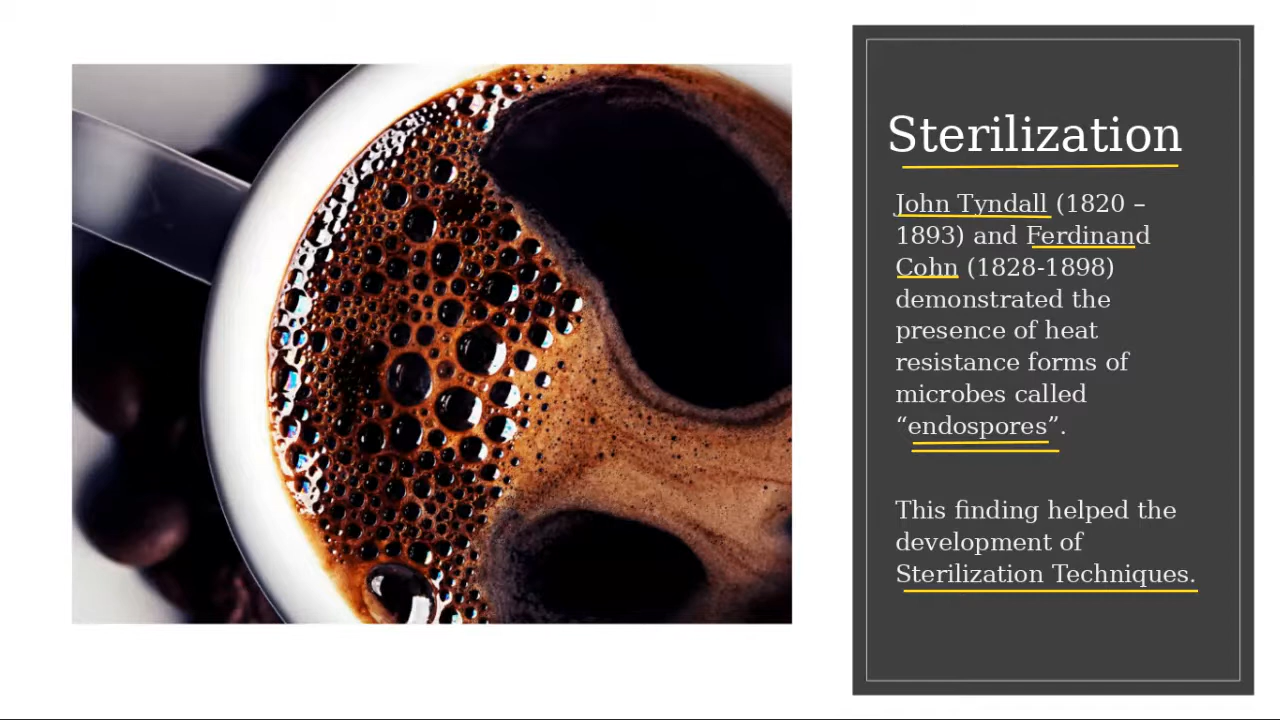 Sterilization
John Tyndall (1820 –
1893) and Ferdinand
Cohn (1828-1898)
demonstrated the
presence of heat
resistance forms of
microbes called
“endospores”.
This finding helped the
development of
Sterilization Techniques.